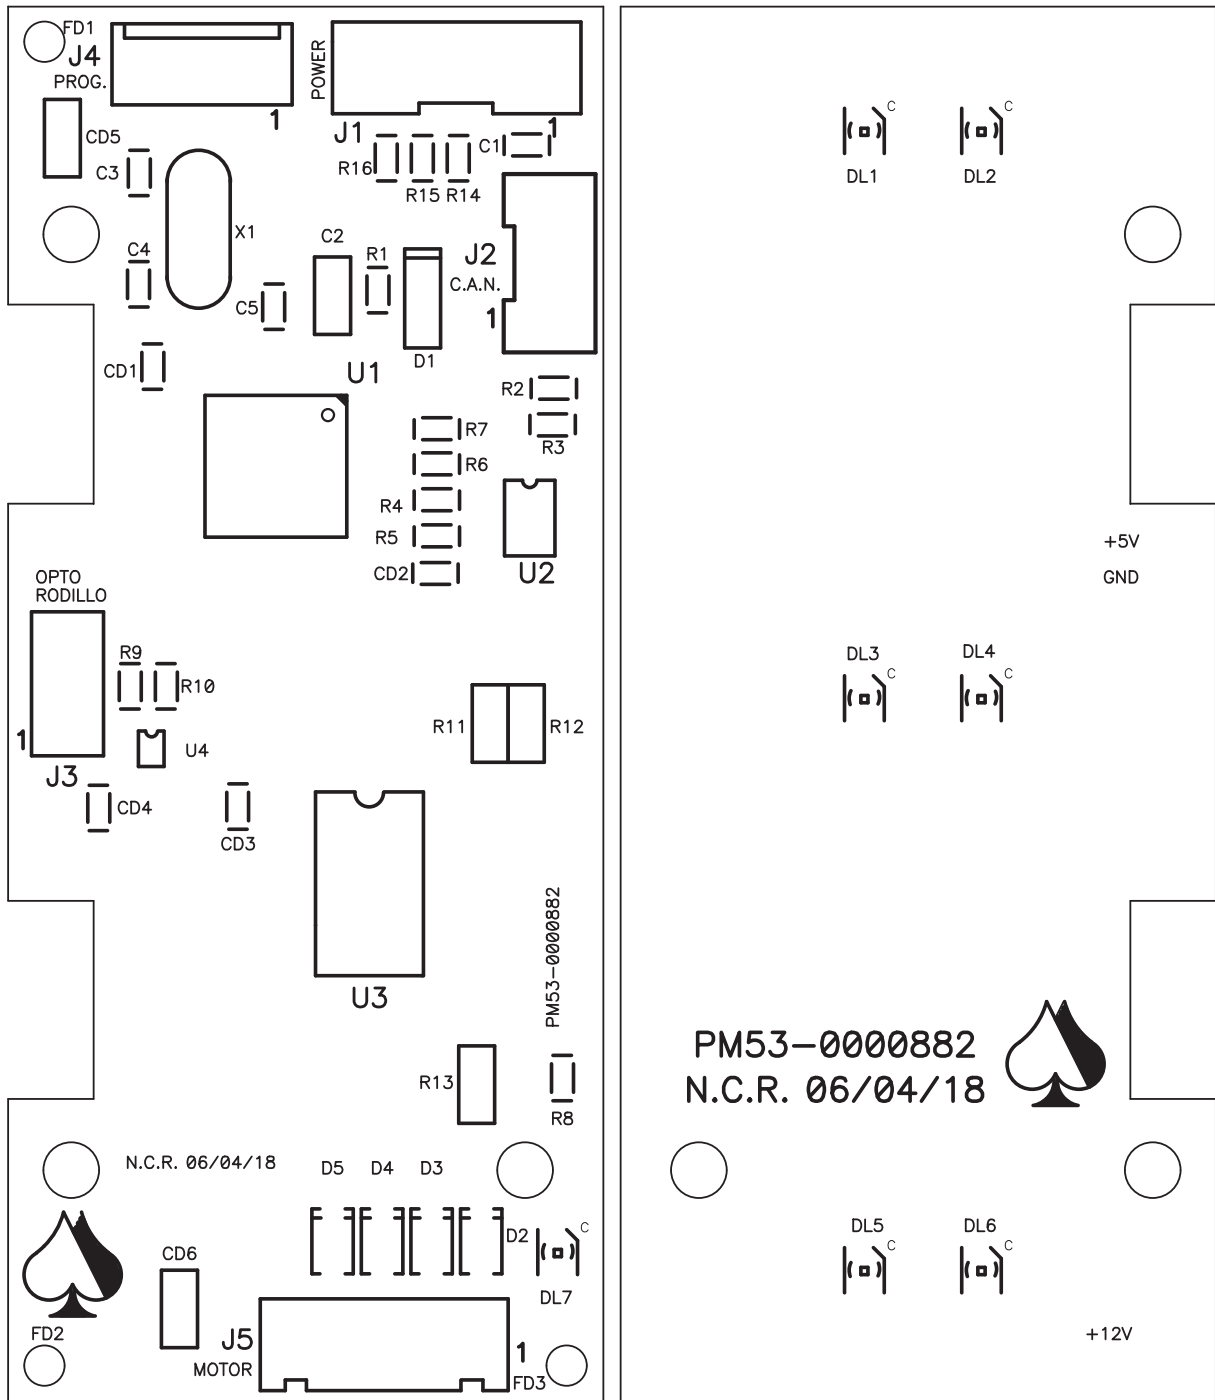 FD1
J4
PROG.
1
POWER
J1
1
CD5
C3
R16
R15
R14
C1
X1
C4
C2
R1
J2
C.A.N.
1
C5
CD1
D1
U1
R2
R3
R7
R6
R4
R5
CD2
U2
OPTO
RODILLO
R9
R10
1
J3
U4
CD4
CD3
R11
R12
U3
PM53-0000882
R13
R8
N.C.R. 06/04/18
D5
D4
D3
D2
C
DL7
CD6
FD2
J5
MOTOR
1
FD3
C
DL1
C
DL2
+5V
GND
DL3
C
DL4
C
PM53-0000882
N.C.R. 06/04/18
DL5
C
DL6
C
+12V